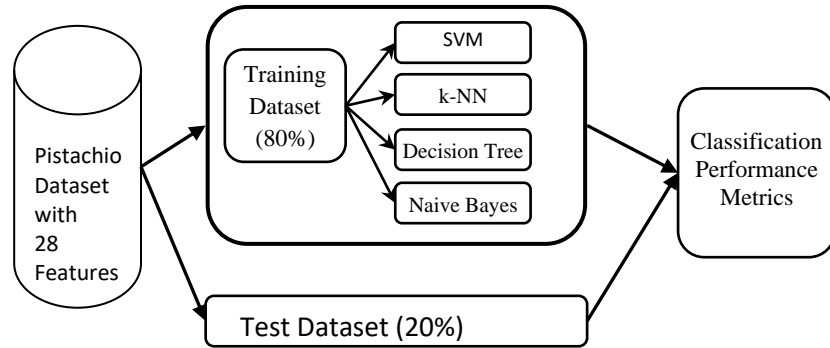 Pistachio
Dataset
with
28
Features
Training
Dataset
(80%)
SVM
k-NN
Decision Tree
Naive Bayes
Test Dataset (20%)
Classification
Performance
Metrics